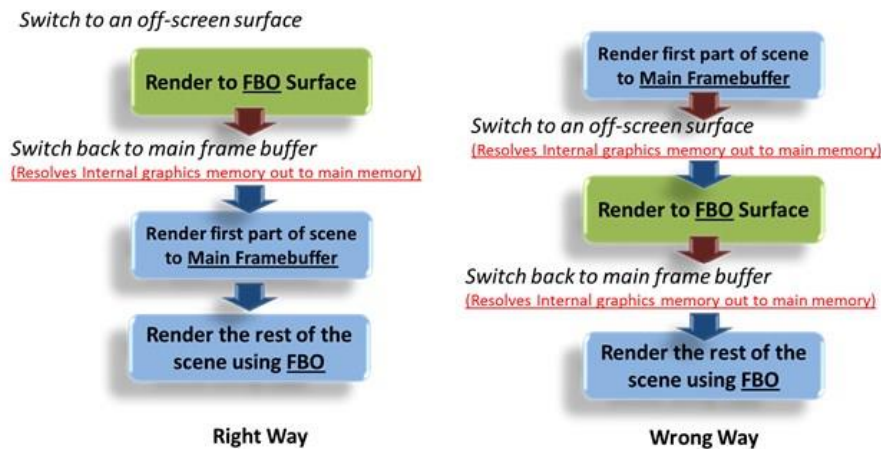 Switch to an off-screen surface
Render to FBO Surface
Switch back to main frame buffer
(Resolves Internal graphics memory out to main memory)
Render first part of scene
to Main Framebuffer
Render the rest of the
scene using FBO
Right Way
Render first part of scene
to Main Framebuffer
Switch to an off-screen surface
(Resolves Internal graphics memory out to main memory)
Render to FBO Surface
Switch back to main frame buffer
(Resolves Internal graphics memory out to main memory)
Render the rest of the
scene using FBO
Wrong Way